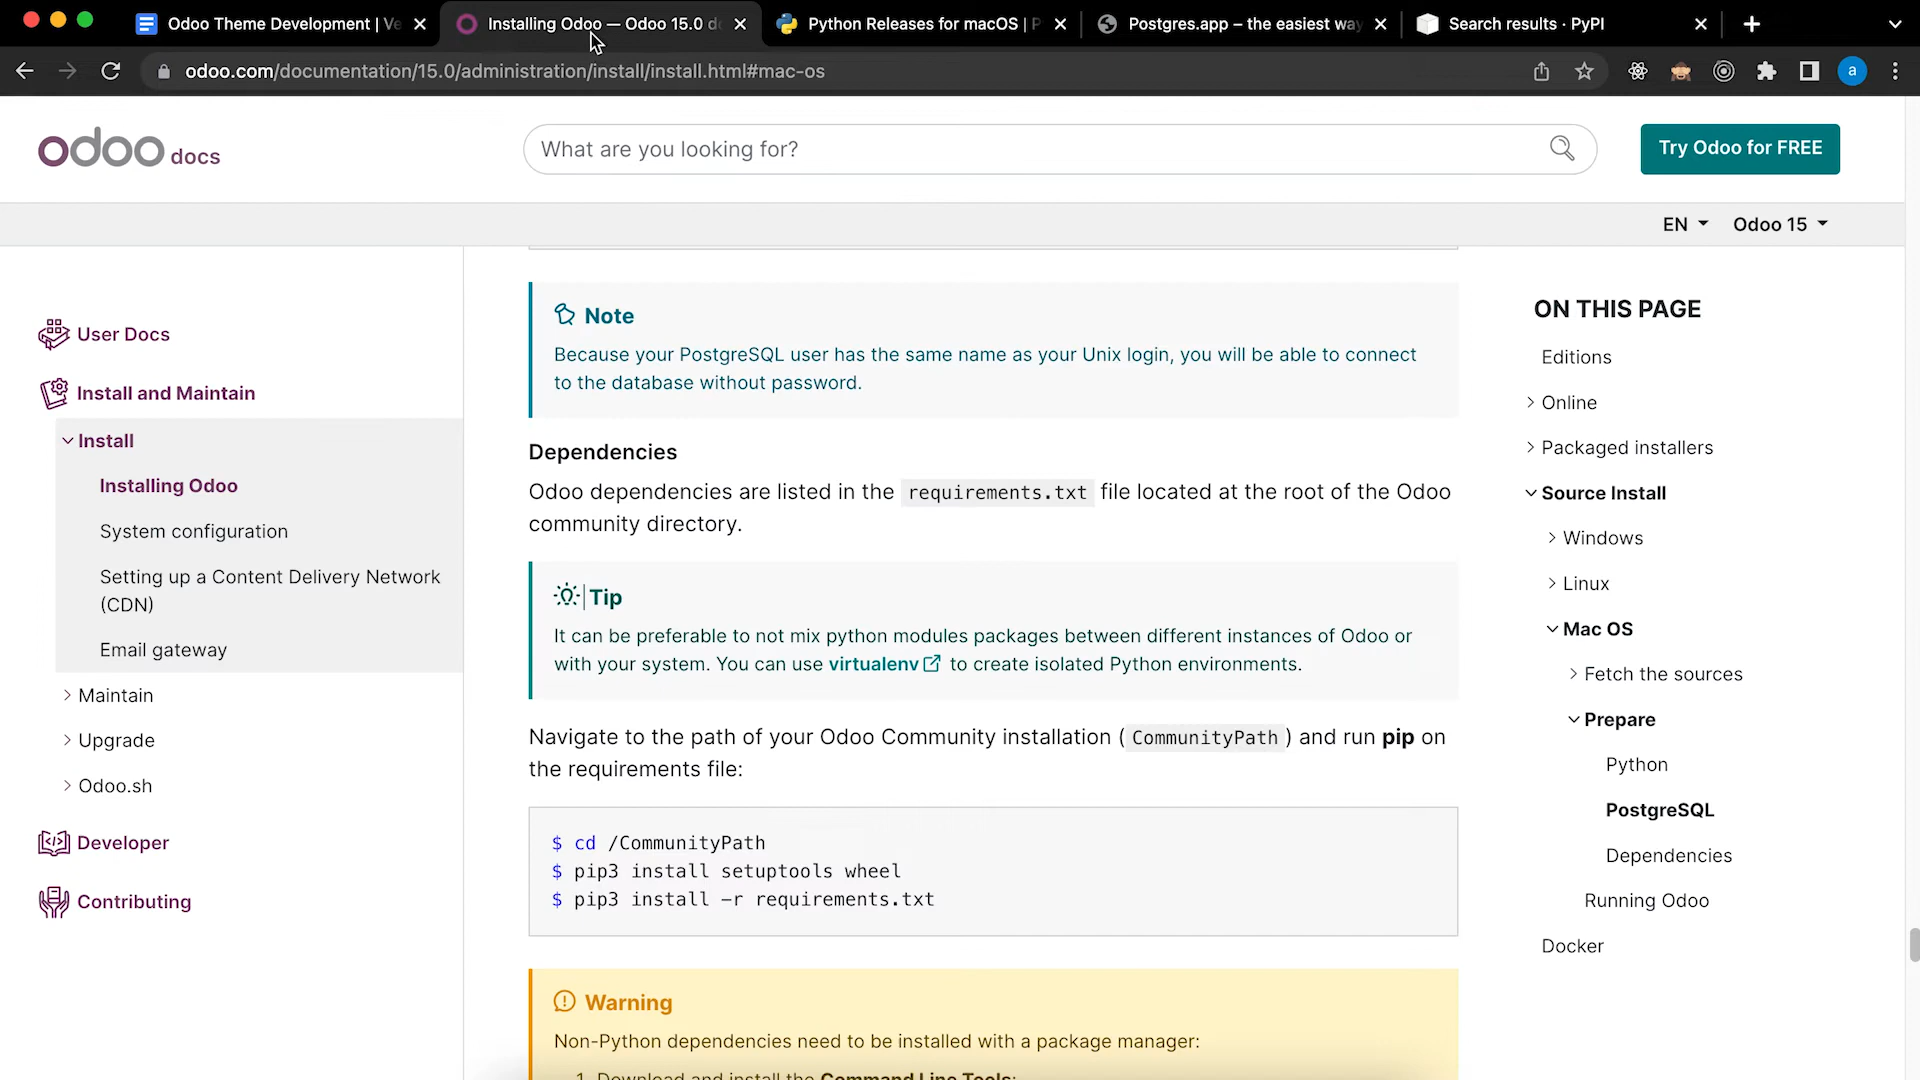 Odoo Theme Development | Ve
Installing Odoo — Odoo 15.0 do
Python Releases for macOS | P
Postgres.app – the easiest way
Search results · PyPI
odoo.com/documentation/15.0/administration/install/install.html#mac-os
a
odoo docs
What are you looking for?
Try Odoo for FREE
EN
Odoo 15
User Docs
Install and Maintain
Install
Installing Odoo
System configuration
Setting up a Content Delivery Network
(CDN)
Email gateway
Maintain
Upgrade
Odoo.sh
Developer
Contributing
Note
Because your PostgreSQL user has the same name as your Unix login, you will be able to connect
to the database without password.
Dependencies
Odoo dependencies are listed in the requirements.txt file located at the root of the Odoo
community directory.
Tip
It can be preferable to not mix python modules packages between different instances of Odoo or
with your system. You can use virtualenv to create isolated Python environments.
Navigate to the path of your Odoo Community installation ( CommunityPath ) and run pip on
the requirements file:
$ cd /CommunityPath
$ pip3 install setuptools wheel
$ pip3 install -r requirements.txt
Warning
Non-Python dependencies need to be installed with a package manager:
1. Download and install the Command Line Tools:
ON THIS PAGE
Editions
Online
Packaged installers
Source Install
Windows
Linux
Mac OS
Fetch the sources
Prepare
Python
PostgreSQL
Dependencies
Running Odoo
Docker